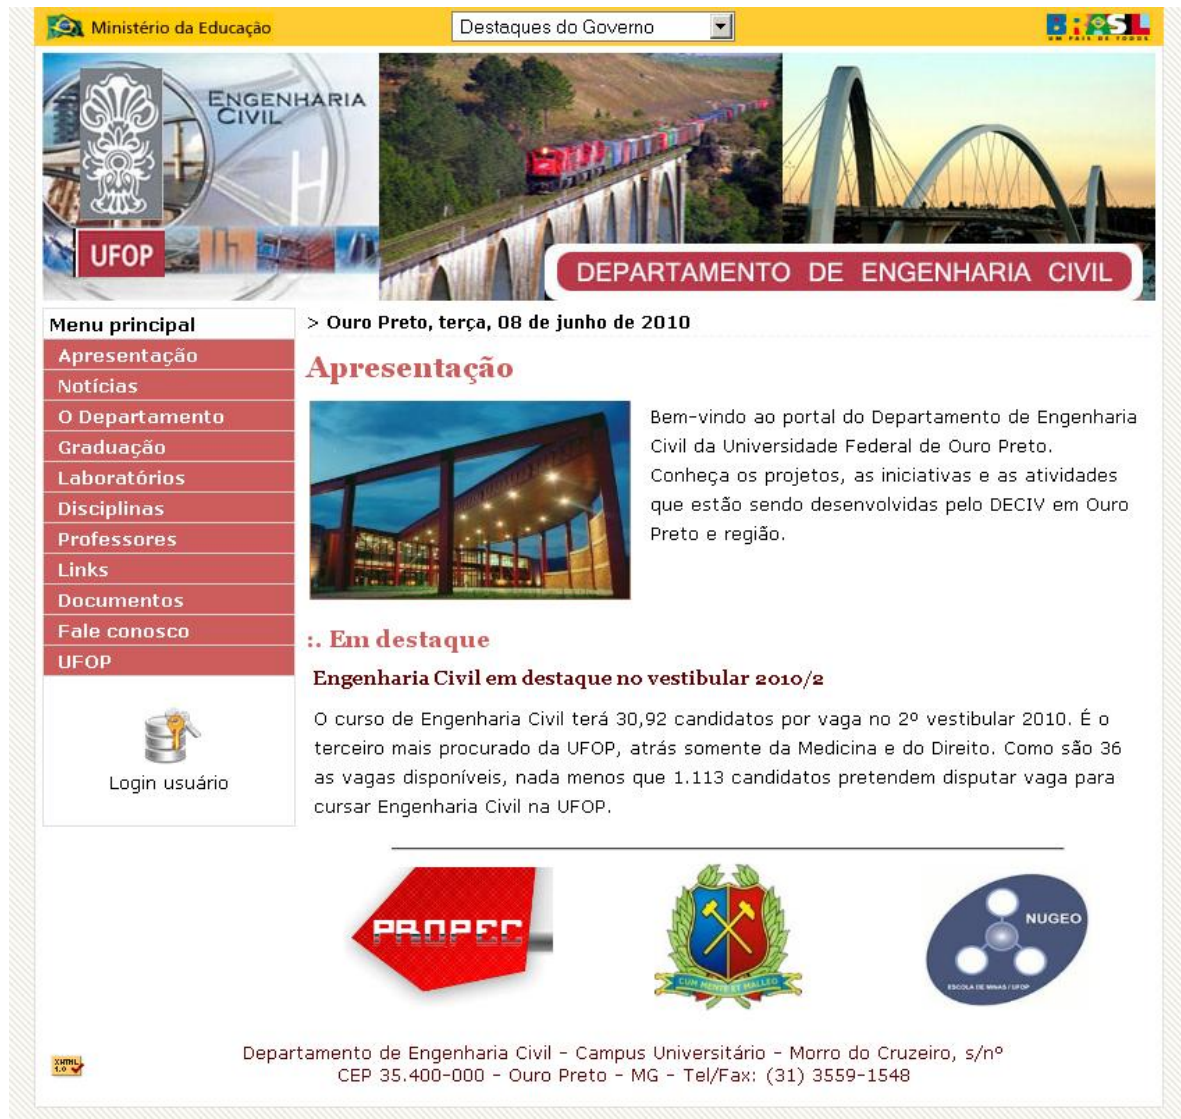 Ministério da Educação
Destaques do Governo
BRASIL
UM PAÍS DE TODOS
ENGENHARIA
CIVIL
UFOP
DEPARTAMENTO DE ENGENHARIA CIVIL
Menu principal
Apresentação
Notícias
O Departamento
Graduação
Laboratórios
Disciplinas
Professores
Links
Documentos
Fale conosco
UFOP
Login usuário
> Ouro Preto, terça, 08 de junho de 2010
Apresentação
Bem-vindo ao portal do Departamento de Engenharia
Civil da Universidade Federal de Ouro Preto.
Conheça os projetos, as iniciativas e as atividades
que estão sendo desenvolvidas pelo DECIV em Ouro
Preto e região.
:. Em destaque
Engenharia Civil em destaque no vestibular 2010/2
O curso de Engenharia Civil terá 30,92 candidatos por vaga no 2º vestibular 2010. É o
terceiro mais procurado da UFOP, atrás somente da Medicina e do Direito. Como são 36
as vagas disponíveis, nada menos que 1.113 candidatos pretendem disputar vaga para
cursar Engenharia Civil na UFOP.
PROPEC
CUM MENTE ET MALLEO
NUGEO
ESCOLA DE MINAS / UFOP
XHTML
1.0
Departamento de Engenharia Civil - Campus Universitário - Morro do Cruzeiro, s/nº
CEP 35.400-000 - Ouro Preto - MG - Tel/Fax: (31) 3559-1548